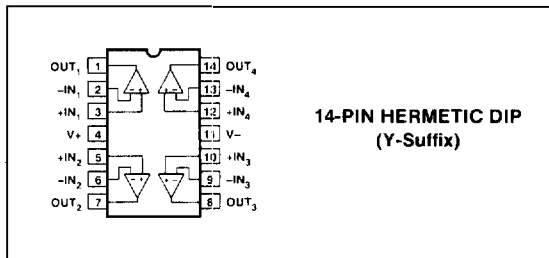 OUT1 1 14 OUT4
−IN1 2 13 −IN4
+IN1 3 12 +IN4
V+ 4 11 V−
+IN2 5 10 +IN3
−IN2 6 9 −IN3
OUT2 7 8 OUT3
− + + −
− + + −
14-PIN HERMETIC DIP
(Y-Suffix)